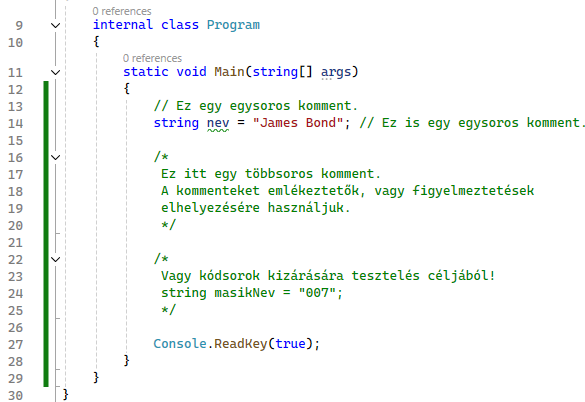 0 references
9 internal class Program
10 {
0 references
11 static void Main(string[] args)
12 {
13 // Ez egy egysoros komment.
14 string nev = "James Bond"; // Ez is egy egysoros komment.
15
16 /*
17 Ez itt egy többsoros komment.
18 A kommenteket emlékeztetők, vagy figyelmeztetések
19 elhelyezésére használjuk.
20 */
21
22 /*
23 Vagy kódsorok kizárására tesztelés céljából!
24 string masikNev = "007";
25 */
26
27 Console.ReadKey(true);
28 }
29 }
30 }